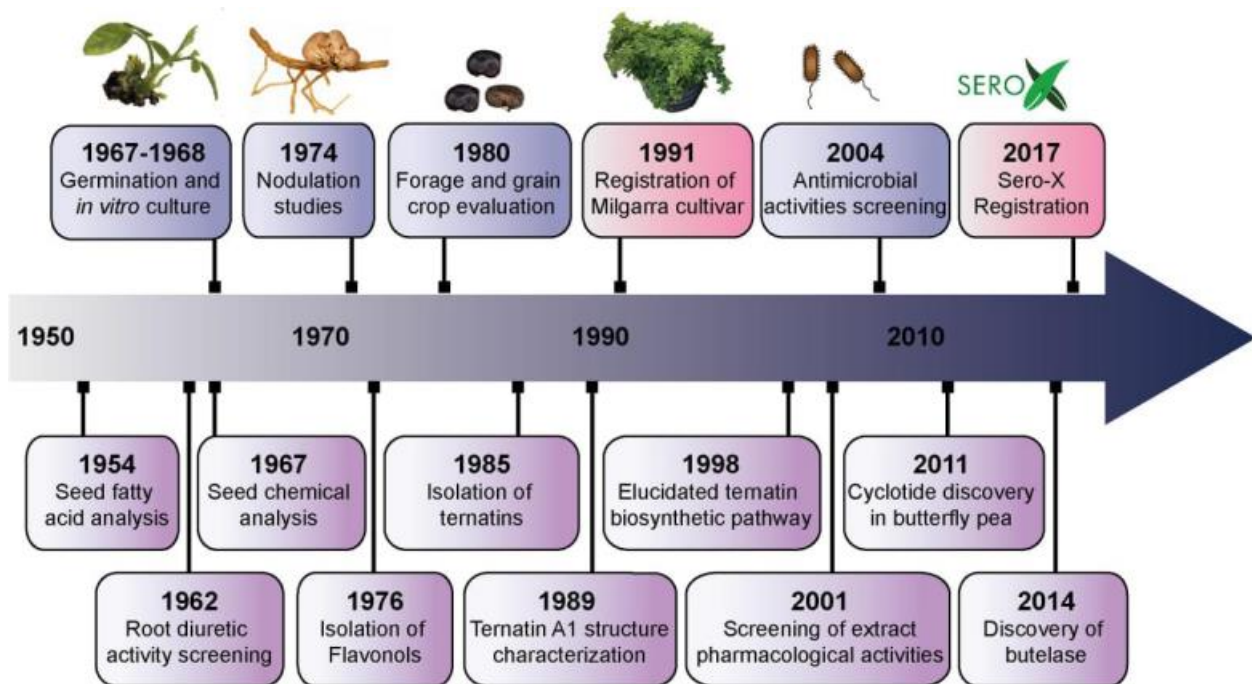 SERO X
1967-1968
Germination and
in vitro culture
1974
Nodulation
studies
1980
Forage and grain
crop evaluation
1991
Registration of
Milgarra cultivar
2004
Antimicrobial
activities screening
2017
Sero-X
Registration
1950
1970
1990
2010
1954
Seed fatty
acid analysis
1967
Seed chemical
analysis
1985
Isolation of
ternatins
1998
Elucidated ternatin
biosynthetic pathway
2011
Cyclotide discovery
in butterfly pea
1962
Root diuretic
activity screening
1976
Isolation of
Flavonols
1989
Ternatin A1 structure
characterization
2001
Screening of extract
pharmacological activities
2014
Discovery of
butelase